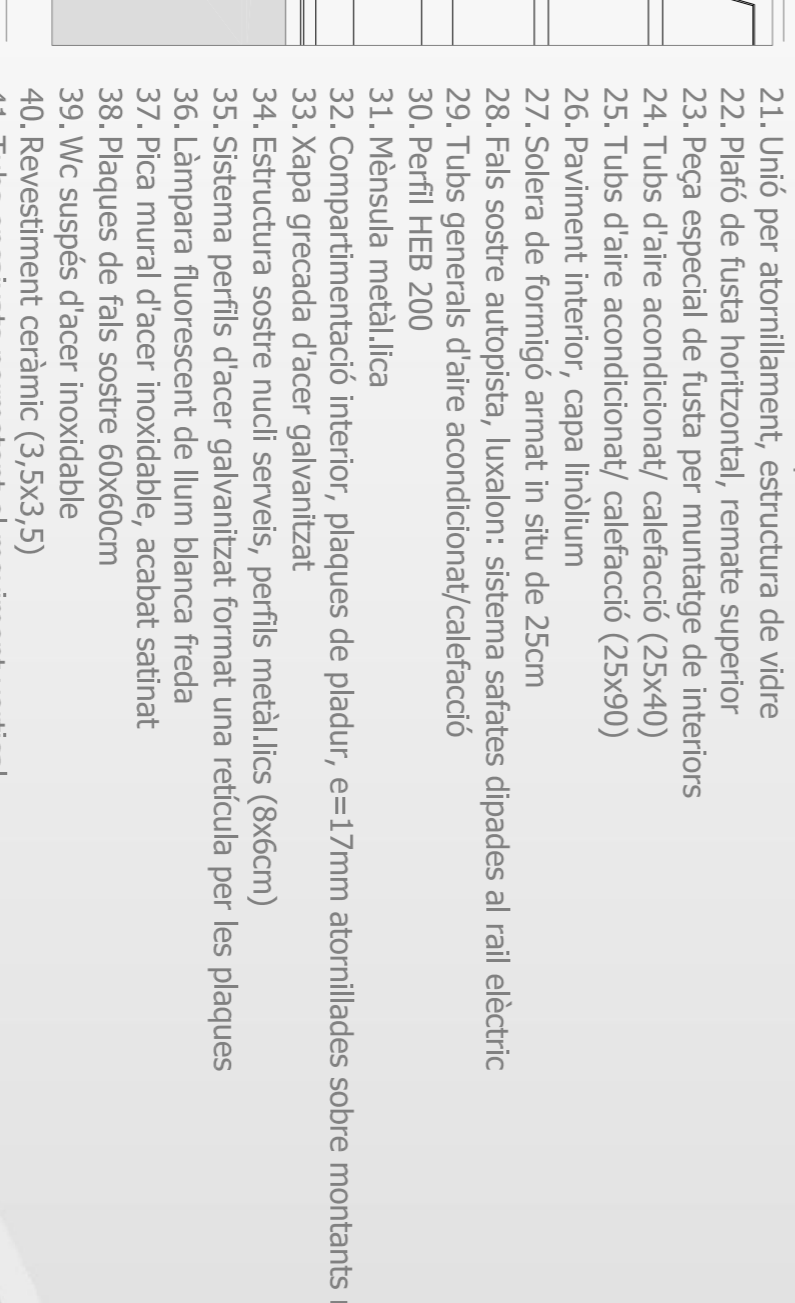 21. Unió per atornillament, estructura de vidre
22. Plafó de fusta horitzontal, remate superior
23. Peça especial de fusta per muntatge de interiors
24. Tubs d'aire acondicionat/ calefacció (25x40)
25. Tubs d'aire acondicionat/ calefacció (25x90)
26. Paviment interior, capa linòlium
27. Solera de formigó armat in situ de 25cm
28. Fals sostre autopista, luxalon: sistema safates dipades al rail elèctric
29. Tubs generals d'aire acondicionat/calefacció
30. Perfil HEB 200
31. Mènsula metàl.lica
32. Compartimentació interior, plaques de pladur, e=17mm atornillades sobre montants
33. Xapa grecada d'acer galvanitzat
34. Estructura sostre nucli serveis, perfils metàl.lics (8x6cm)
35. Sistema perfils d'acer galvanitzat format una retícula per les plaques
36. Làmpara fluorescent de llum blanca freda
37. Pica mural d'acer inoxidable, acabat satinat
38. Plaques de fals sostre 60x60cm
39. Wc suspés d'acer inoxidable
40. Revestiment ceràmic (3,5x3,5)